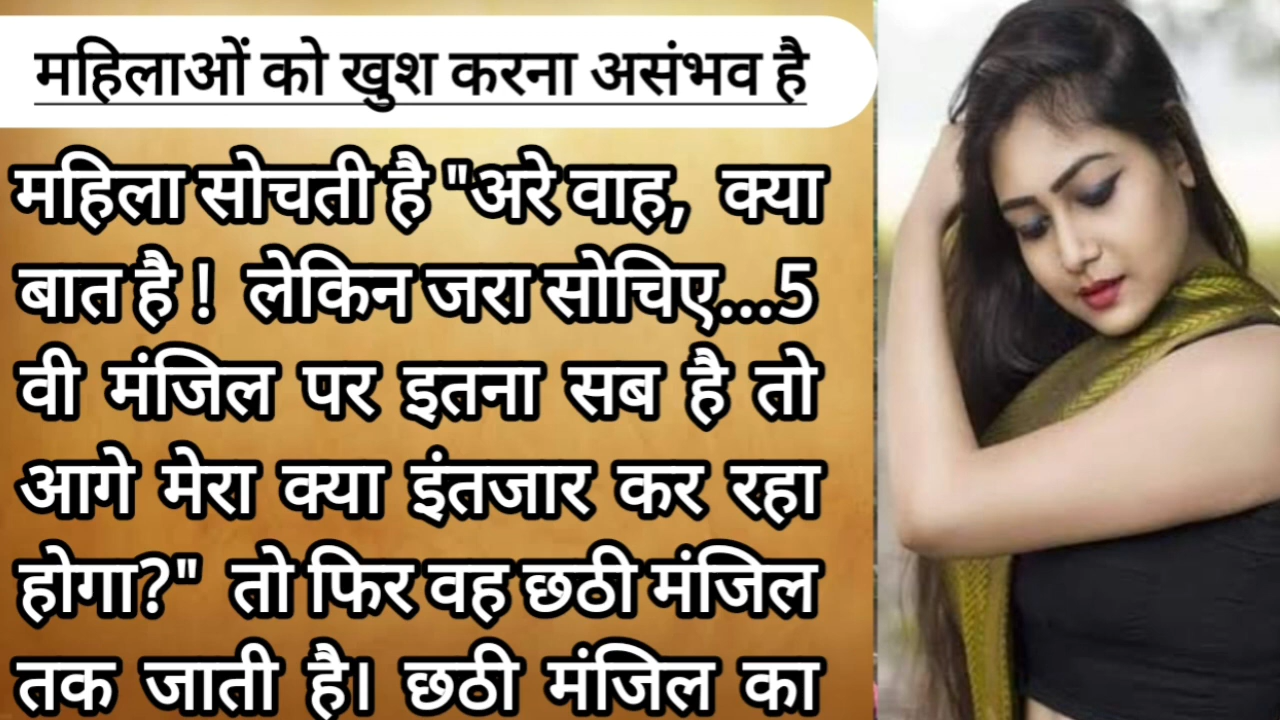 महिलाओं को खुश करना असंभव है
महिला सोचती है "अरे वाह, क्या
बात है ! लेकिन जरा सोचिए...5
वी मंजिल पर इतना सब है तो
आगे मेरा क्या इंतजार कर रहा
होगा?" तो फिर वह छठी मंजिल
तक जाती है। छठी मंजिल का